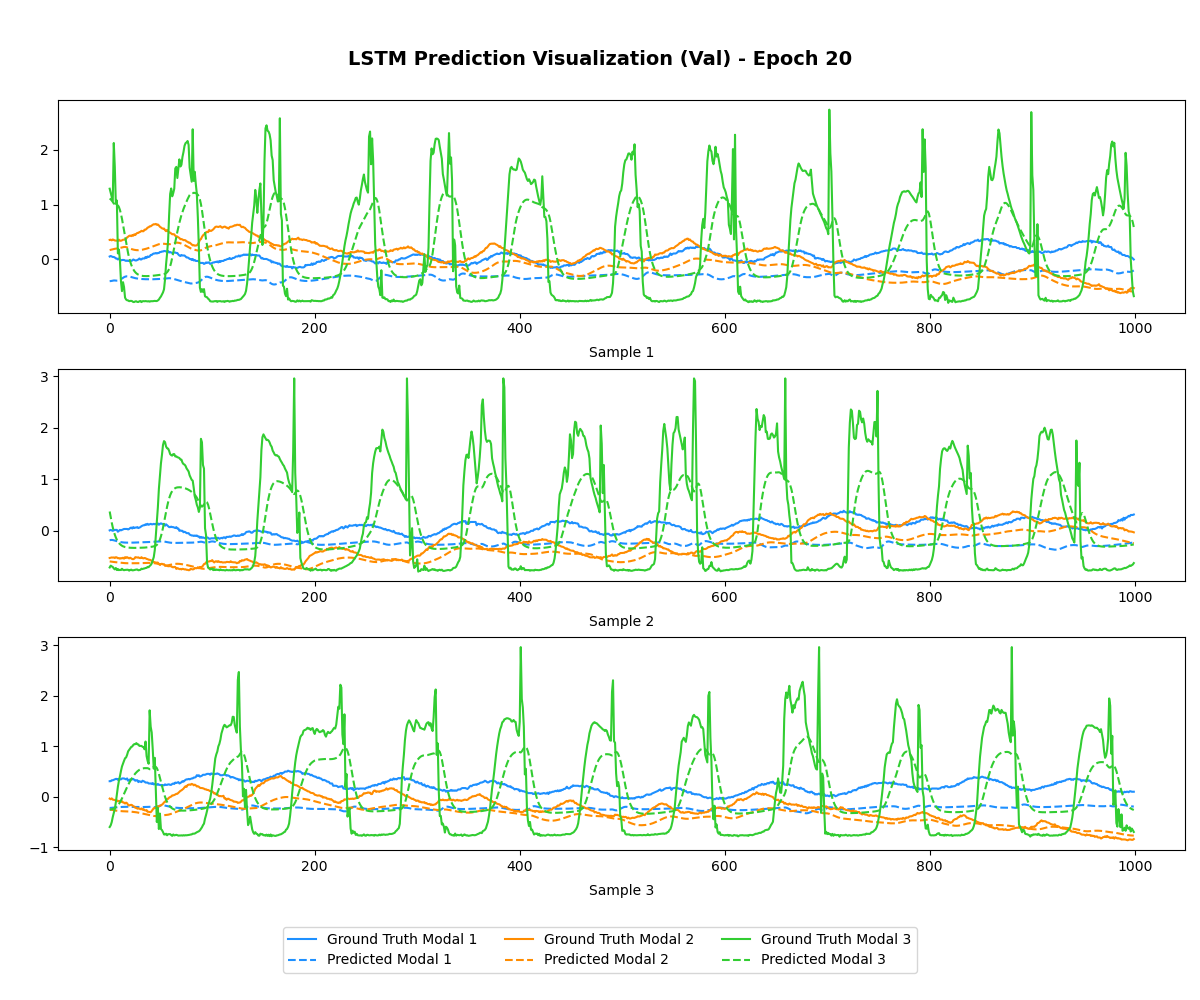 LSTM Prediction Visualization (Val) - Epoch 20
2
1
0
0 200 400 600 800 1000
Sample 1
3
2
1
0
0 200 400 600 800 1000
Sample 2
3
2
1
0
−1
0 200 400 600 800 1000
Sample 3
Ground Truth Modal 1 Ground Truth Modal 2 Ground Truth Modal 3
Predicted Modal 1 Predicted Modal 2 Predicted Modal 3